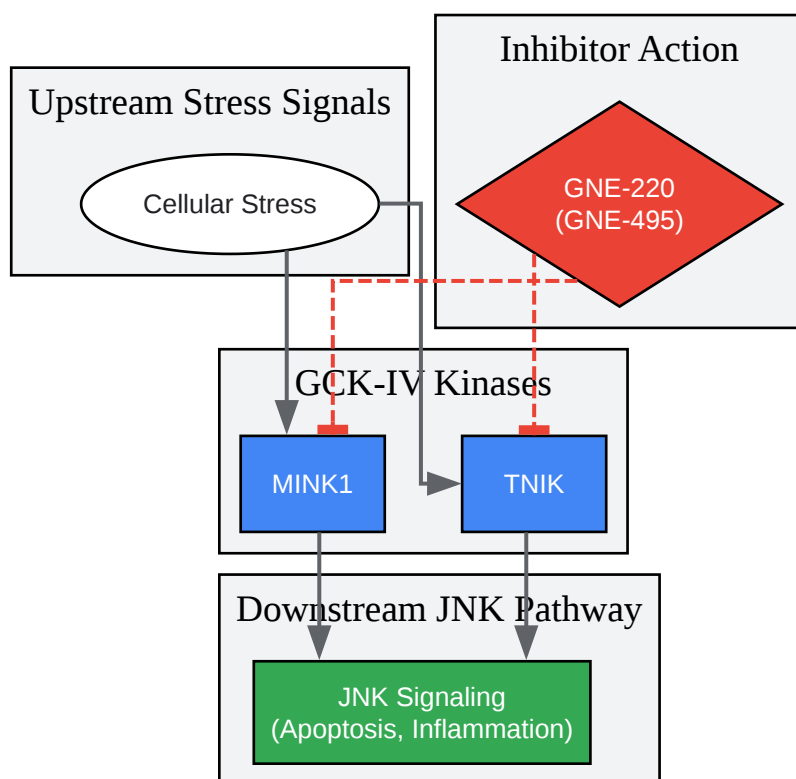 Inhibitor Action
Upstream Stress Signals
Cellular Stress
GNE-220
(GNE-495)
GCK-IV Kinases
MINK1
TNIK
Downstream JNK Pathway
JNK Signaling
(Apoptosis, Inflammation)